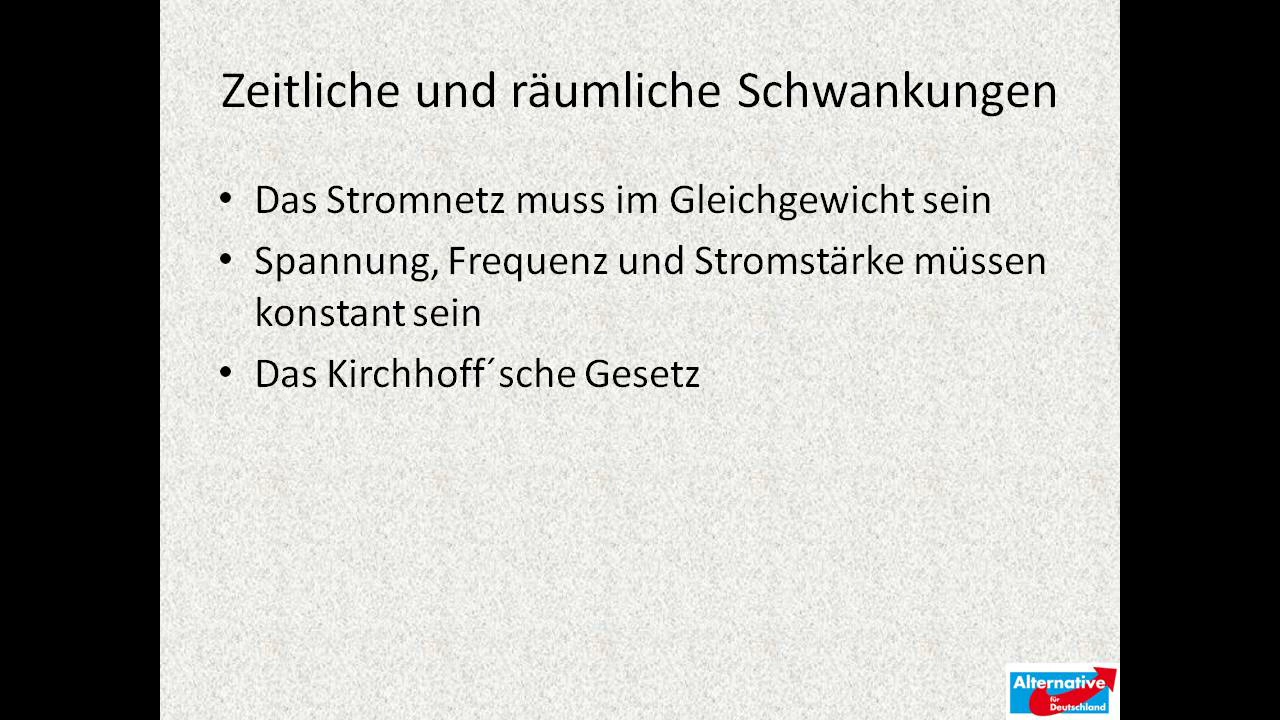 Zeitliche und räumliche Schwankungen
• Das Stromnetz muss im Gleichgewicht sein
• Spannung, Frequenz und Stromstärke müssen
konstant sein
• Das Kirchhoff´sche Gesetz
Alternative
für
Deutschland